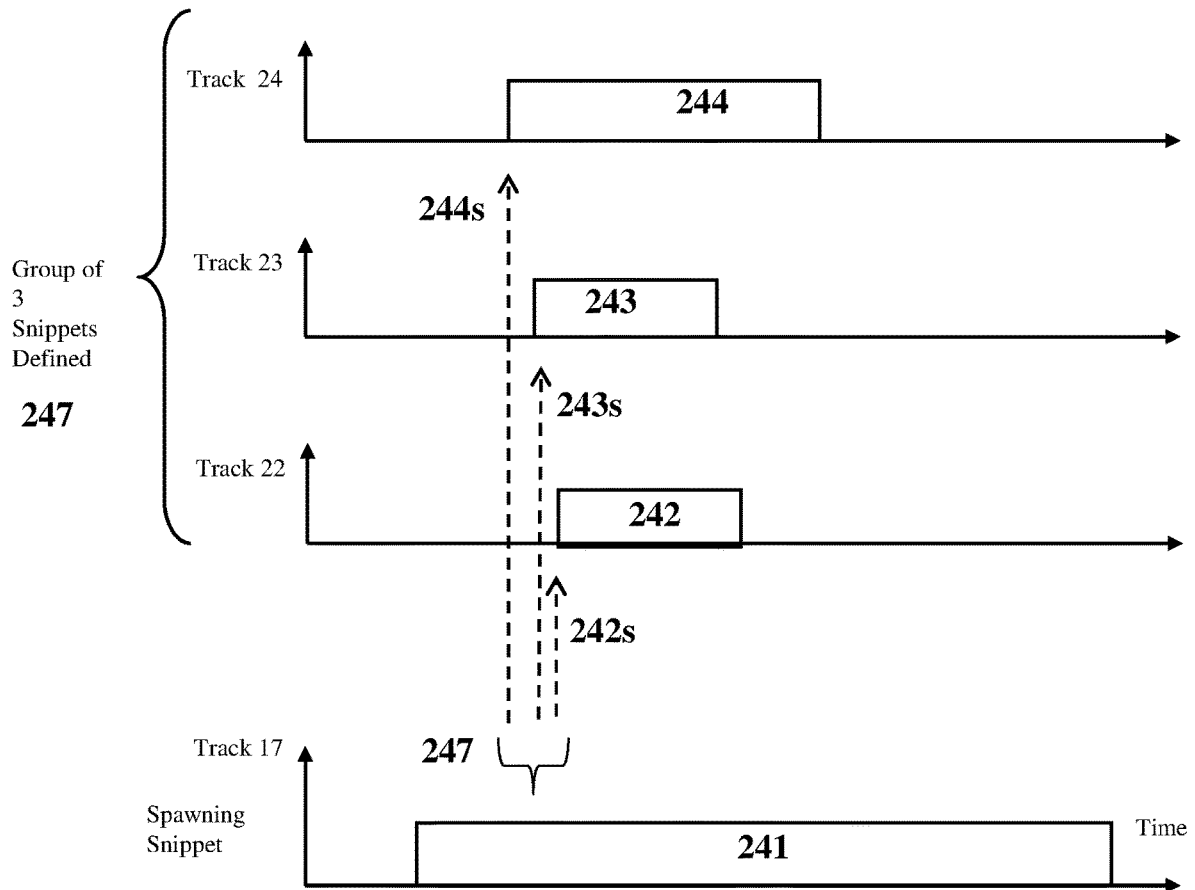 Track 24
244
244s
Track 23
Group of
3
Snippets
Defined
247
243
243s
Track 22
242
242s
Track 17
247
Spawning
Snippet
241
Time